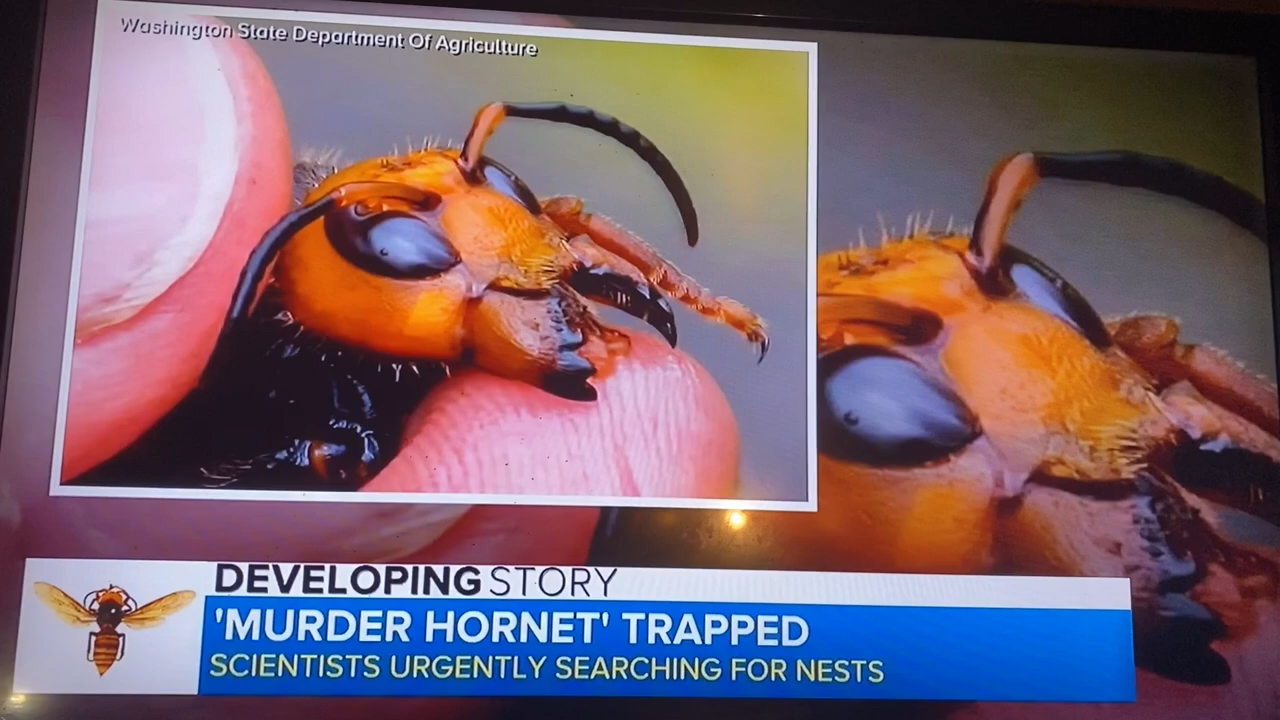 Washington State Department Of Agriculture
DEVELOPING STORY
'MURDER HORNET' TRAPPED
SCIENTISTS URGENTLY SEARCHING FOR NESTS